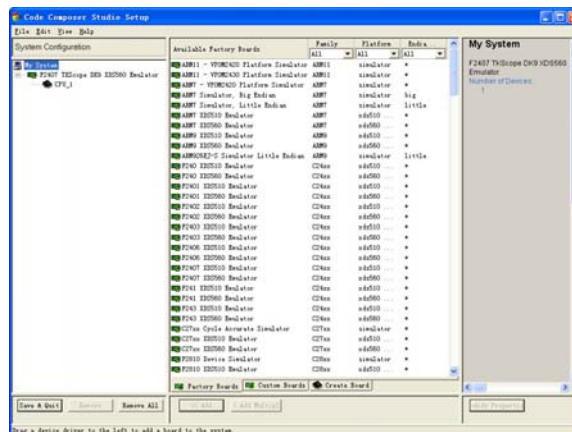 Code Composer Studio Setup
File Edit View Help
System Configuration
My System
F2407 TKScope DK9 XDS560 Emulator
CPU_1
Available Factory Boards Family Platform Endia
All All All
ARM11 - VPOM2420 Platform Simulator ARM11 simulator *
ARM11 - VPOM2430 Platform Simulator ARM11 simulator *
ARM7 - VPOM2420 Platform Simulator ARM7 simulator *
ARM7 Simulator, Big Endian ARM7 simulator big
ARM7 Simulator, Little Endian ARM7 simulator little
ARM7 XDS510 Emulator ARM7 xds510 ... *
ARM7 XDS560 Emulator ARM7 xds560 ... *
ARM9 XDS510 Emulator ARM9 xds510 ... *
ARM9 XDS560 Emulator ARM9 xds560 ... *
ARM926EJ-S Simulator Little Endian ARM9 simulator little
F240 XDS510 Emulator C24xx xds510 ... *
F240 XDS560 Emulator C24xx xds560 ... *
F2401 XDS510 Emulator C24xx xds510 ... *
F2401 XDS560 Emulator C24xx xds560 ... *
F2402 XDS510 Emulator C24xx xds510 ... *
F2402 XDS560 Emulator C24xx xds560 ... *
F2403 XDS510 Emulator C24xx xds510 ... *
F2403 XDS560 Emulator C24xx xds560 ... *
F2406 XDS510 Emulator C24xx xds510 ... *
F2406 XDS560 Emulator C24xx xds560 ... *
F2407 XDS510 Emulator C24xx xds510 ... *
F2407 XDS560 Emulator C24xx xds560 ... *
F241 XDS510 Emulator C24xx xds510 ... *
F241 XDS560 Emulator C24xx xds560 ... *
F243 XDS510 Emulator C24xx xds510 ... *
F243 XDS560 Emulator C24xx xds560 ... *
C27xx Cycle Accurate Simulator C27xx simulator *
C27xx XDS510 Emulator C27xx xds510 ... *
F2810 Device Simulator C28xx simulator *
F2810 XDS510 Emulator C28xx xds510 ... *
Factory Boards Custom Boards Create Board
My System
F2407 TKScope DK9 XDS560
Emulator
Number of Devices:
1
Save & Quit Remove Remove All << Add
Drag a device driver to the left to add a board to the system.